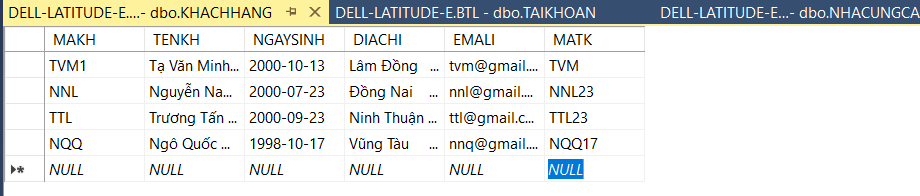 DELL-LATITUDE-E....- dbo.KHACHHANG DELL-LATITUDE-E.BTL - dbo.TAIKHOAN DELL-LATITUDE-E...- dbo.NHACUNGCA
MAKH TENKH NGAYSINH DIACHI EMALI MATK
TVM1 Tạ Văn Minh... 2000-10-13 Lâm Đồng ... tvm@gmail.... TVM
NNL Nguyễn Na... 2000-07-23 Đồng Nai ... nnl@gmail.... NNL23
TTL Trương Tấn ... 2000-09-23 Ninh Thuận ... ttl@gmail.c... TTL23
NQQ Ngô Quốc ... 1998-10-17 Vũng Tàu ... nnq@gmail.... NQQ17
NULL NULL NULL NULL NULL NULL